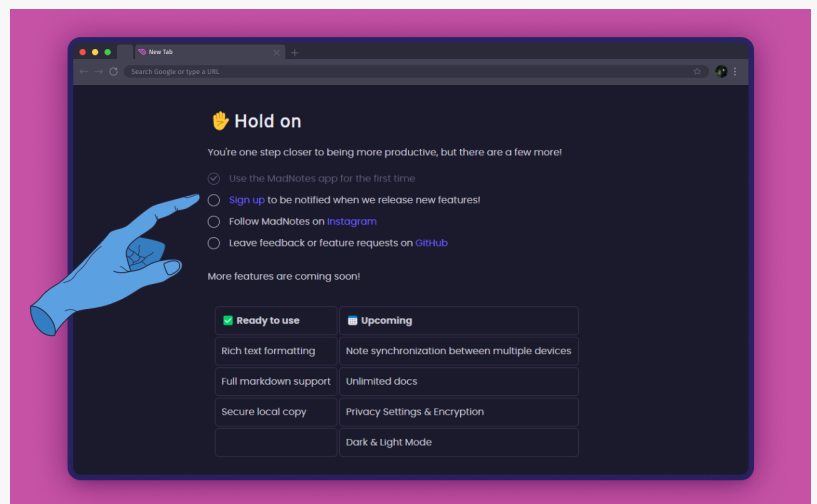 New Tab
Search Google or type a URL
✋ Hold on
You're one step closer to being more productive, but there are a few more!
Use the MadNotes app for the first time
Sign up to be notified when we release new features!
Follow MadNotes on Instagram
Leave feedback or feature requests on GitHub
More features are coming soon!
✅ Ready to use 🗓️ Upcoming
Rich text formatting Note synchronization between multiple devices
Full markdown support Unlimited docs
Secure local copy Privacy Settings & Encryption
Dark & Light Mode